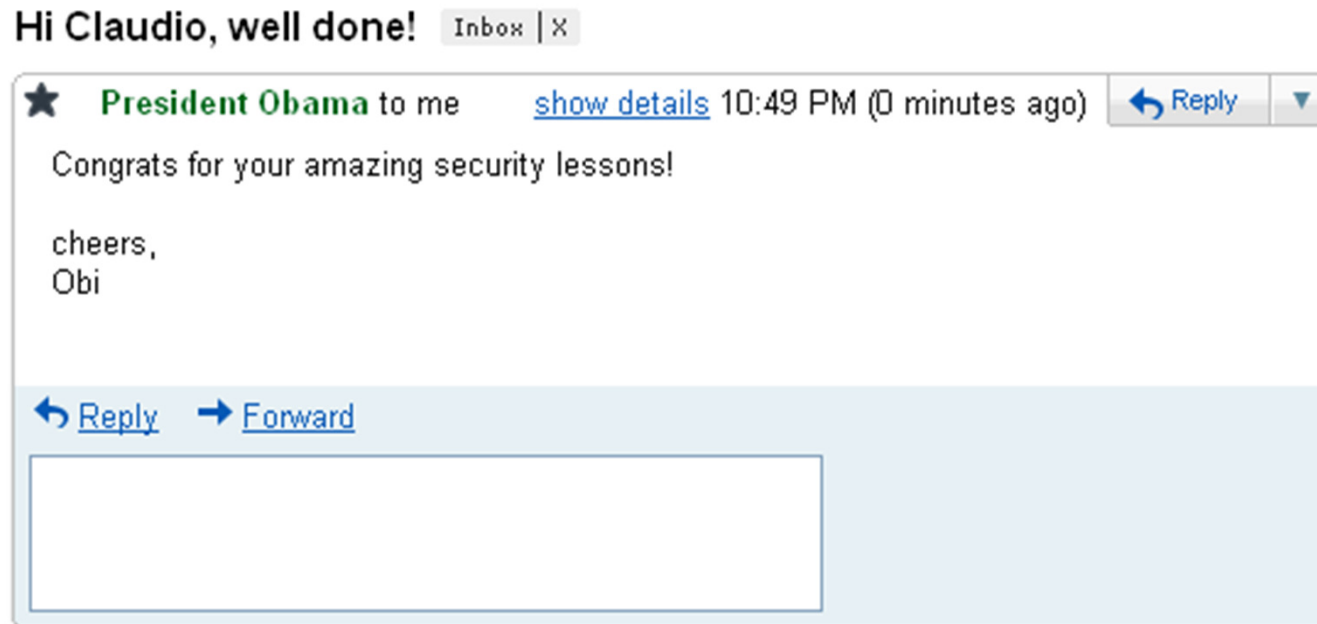 Hi Claudio, well done! Inbox | X
President Obama to me show details 10:49 PM (0 minutes ago) Reply
Congrats for your amazing security lessons!
cheers,
Obi
Reply Forward